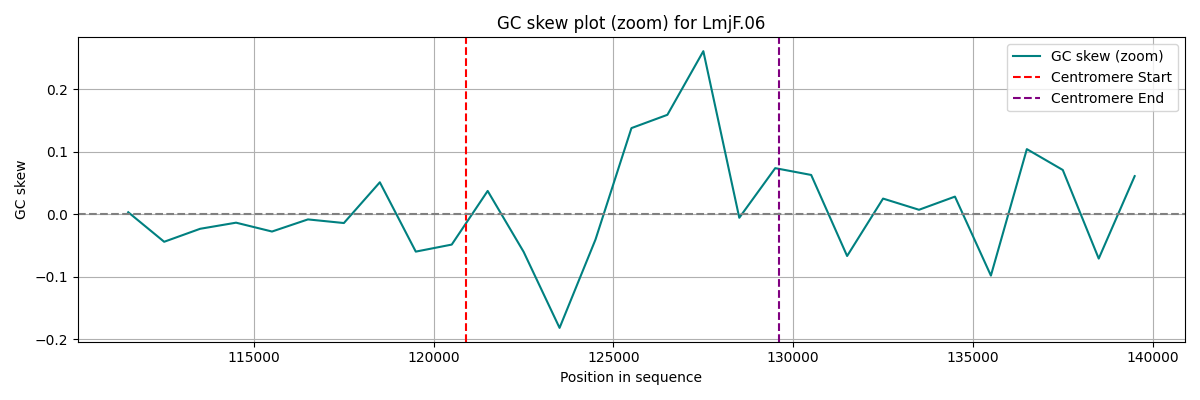 GC skew plot (zoom) for LmjF.06
GC skew (zoom)
Centromere Start
Centromere End
GC skew
0.2
0.1
0.0
−0.1
−0.2
115000
120000
125000
130000
135000
140000
Position in sequence